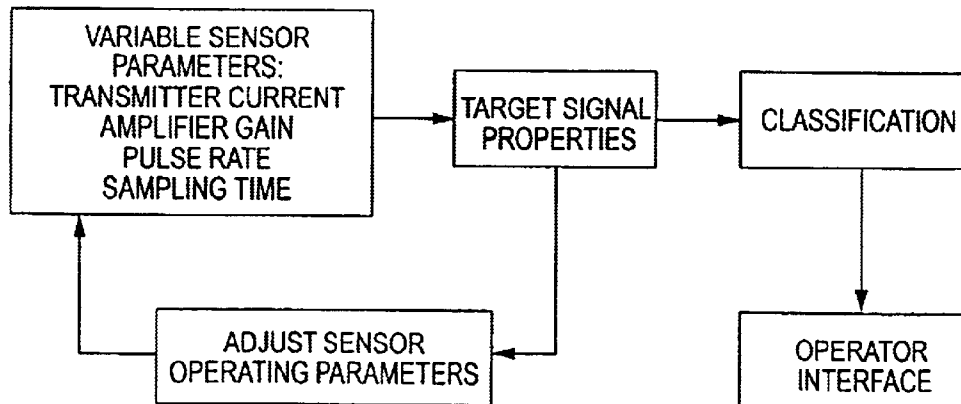 VARIABLE SENSOR
PARAMETERS:
TRANSMITTER CURRENT
AMPLIFIER GAIN
PULSE RATE
SAMPLING TIME
TARGET SIGNAL
PROPERTIES
CLASSIFICATION
ADJUST SENSOR
OPERATING PARAMETERS
OPERATOR
INTERFACE